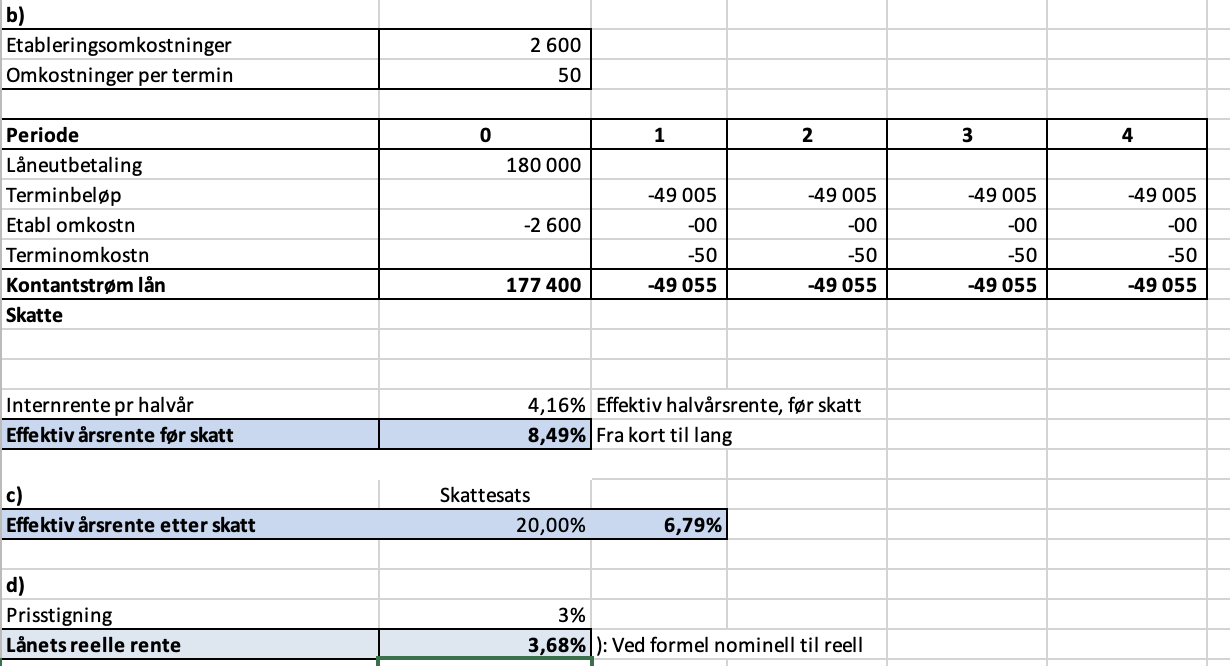 b)
Etableringsomkostninger 2 600
Omkostninger per termin 50
Periode 0 1 2 3 4
Låneutbetaling 180 000
Terminbeløp -49 005 -49 005 -49 005 -49 005
Etabl omkostn -2 600 -00 -00 -00 -00
Terminomkostn -50 -50 -50 -50
Kontantstrøm lån 177 400 -49 055 -49 055 -49 055 -49 055
Skatte
Internrente pr halvår 4,16% Effektiv halvårsrente, før skatt
Effektiv årsrente før skatt 8,49% Fra kort til lang
c) Skattesats
Effektiv årsrente etter skatt 20,00% 6,79%
d)
Prisstigning 3%
Lånets reelle rente 3,68% ): Ved formel nominell til reell